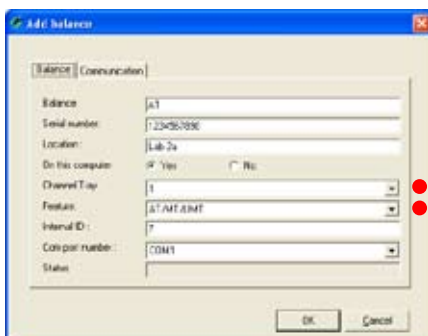 Add balance
Balance Communication
Balance AT
Serial number: 1234567890
Location: Lab 2a
On this computer Yes No
Channel T-ray 1
Feature: AT/MT/UMT
Internal ID: 7
Com port number: COM1
Status
OK Cancel